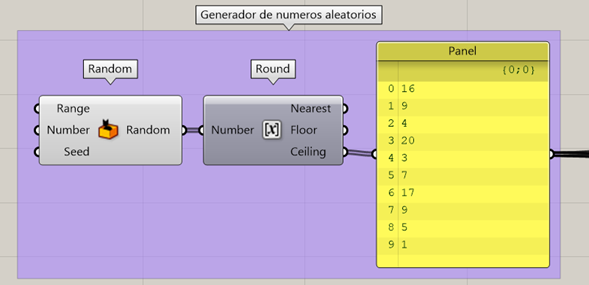 Generador de numeros aleatorios
Random
Range
Number
Seed
Random
Round
Number
[x]
Nearest
Floor
Ceiling
Panel
{0;0}
0 16
1 9
2 4
3 20
4 3
5 7
6 17
7 9
8 5
9 1